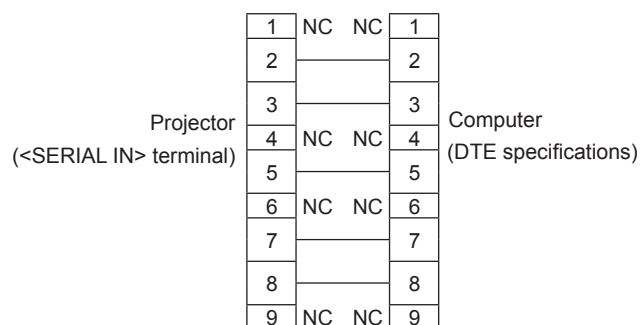 1 NC NC 1
2 2
3 3
Projector
(<SERIAL IN> terminal)
Computer
(DTE specifications)
4 NC NC 4
5 5
6 NC NC 6
7 7
8 8
9 NC NC 9